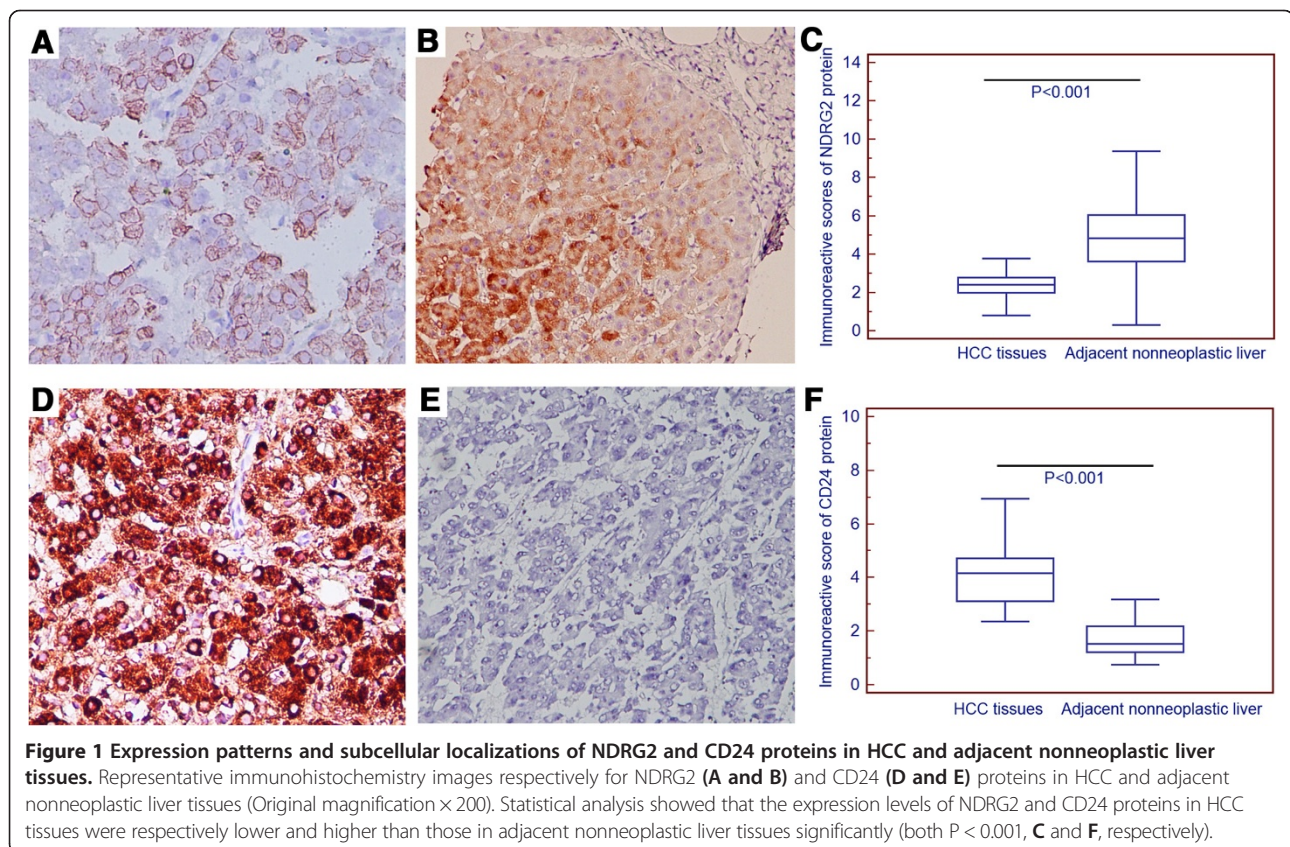 A
B
C
Immunoreactive scores of NDRG2 protein
14
12
10
8
6
4
2
0
P<0.001
HCC tissues
Adjacent nonneoplastic liver
D
E
F
Immunoreactive score of CD24 protein
10
8
6
4
2
0
P<0.001
HCC tissues
Adjacent nonneoplastic liver
Figure 1 Expression patterns and subcellular localizations of NDRG2 and CD24 proteins in HCC and adjacent nonneoplastic liver
tissues. Representative immunohistochemistry images respectively for NDRG2 (A and B) and CD24 (D and E) proteins in HCC and adjacent
nonneoplastic liver tissues (Original magnification × 200). Statistical analysis showed that the expression levels of NDRG2 and CD24 proteins in HCC
tissues were respectively lower and higher than those in adjacent nonneoplastic liver tissues significantly (both P < 0.001, C and F, respectively).